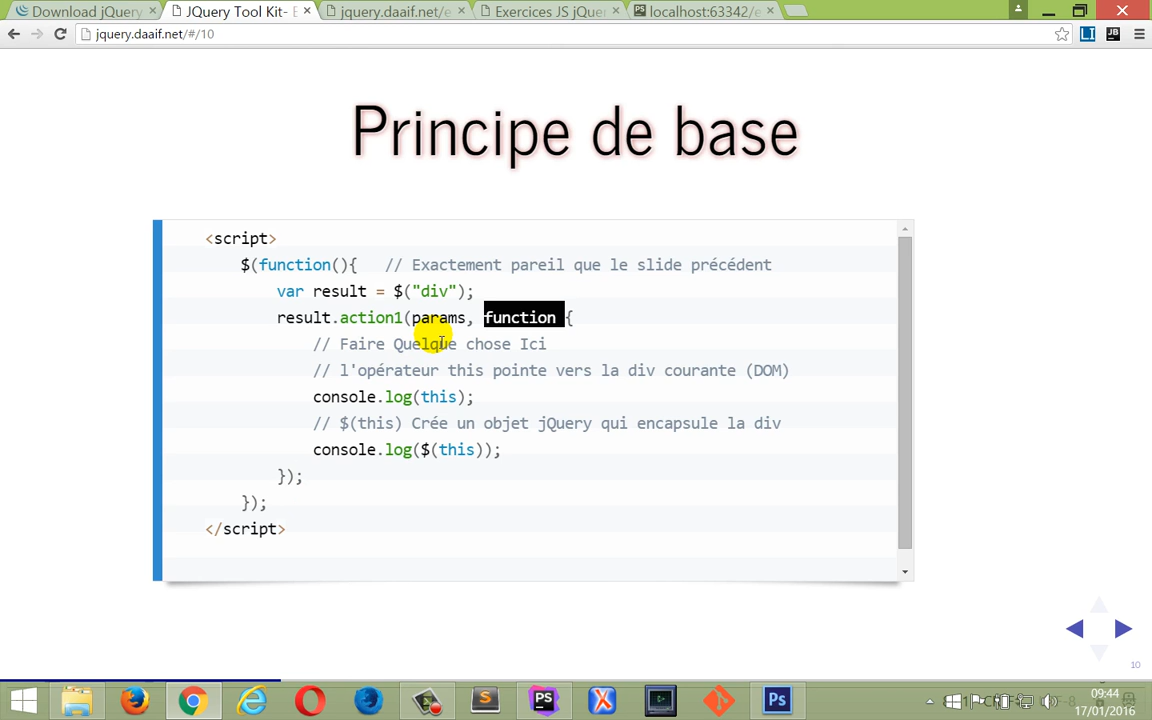 Download jQuery
JQuery Tool Kit- E
jquery.daaif.net/e
Exercices JS jQue
localhost:63342/e
jquery.daaif.net/#/10
Principe de base
<script>
$(function(){ // Exactement pareil que le slide précédent
var result = $("div");
result.action1(params, function {
// Faire Quelque chose Ici
// l'opérateur this pointe vers la div courante (DOM)
console.log(this);
// $(this) Crée un objet jQuery qui encapsule la div
console.log($(this));
});
});
</script>
10
09:44
17/01/2016